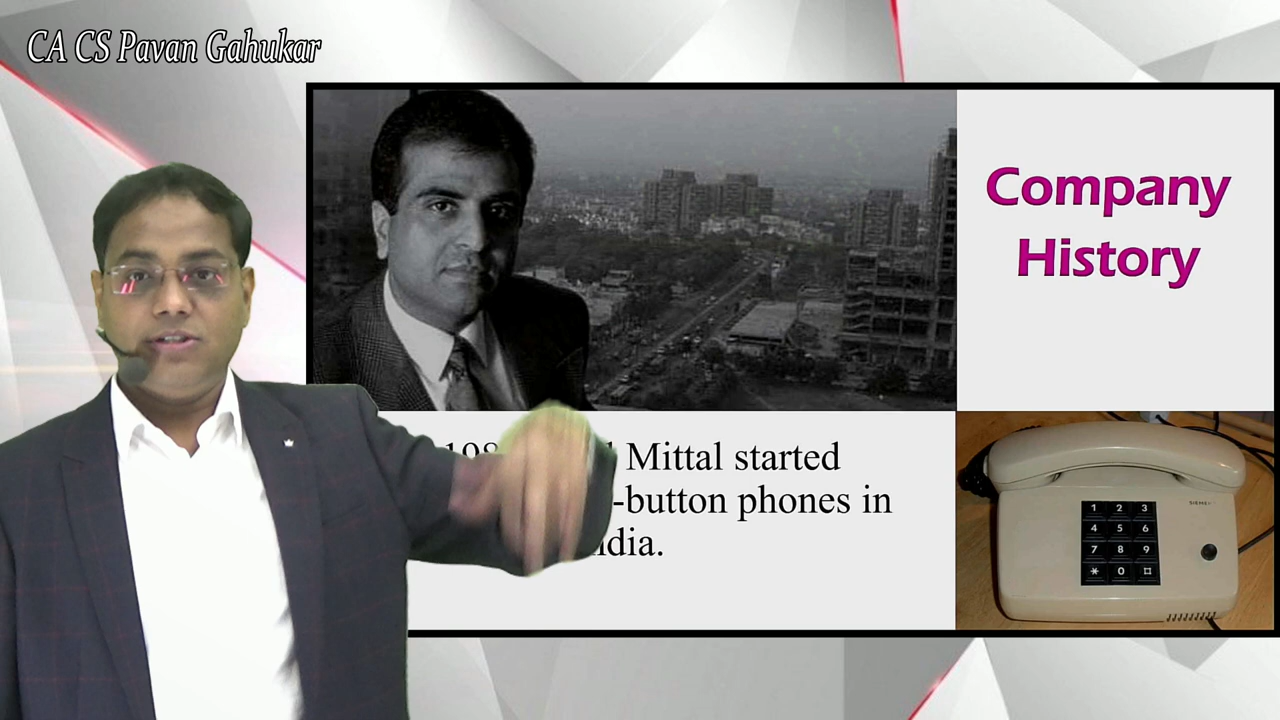 CA CS Pavan Gahukar
Company
History
Mittal started
-button phones in
1 2 3
4 5 6
7 8 9
* 0